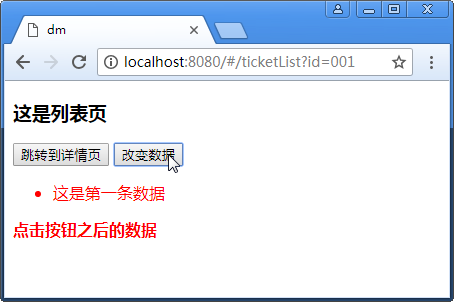 dm
localhost:8080/#/ticketList?id=001
这是列表页
跳转到详情页 改变数据
这是第一条数据
点击按钮之后的数据